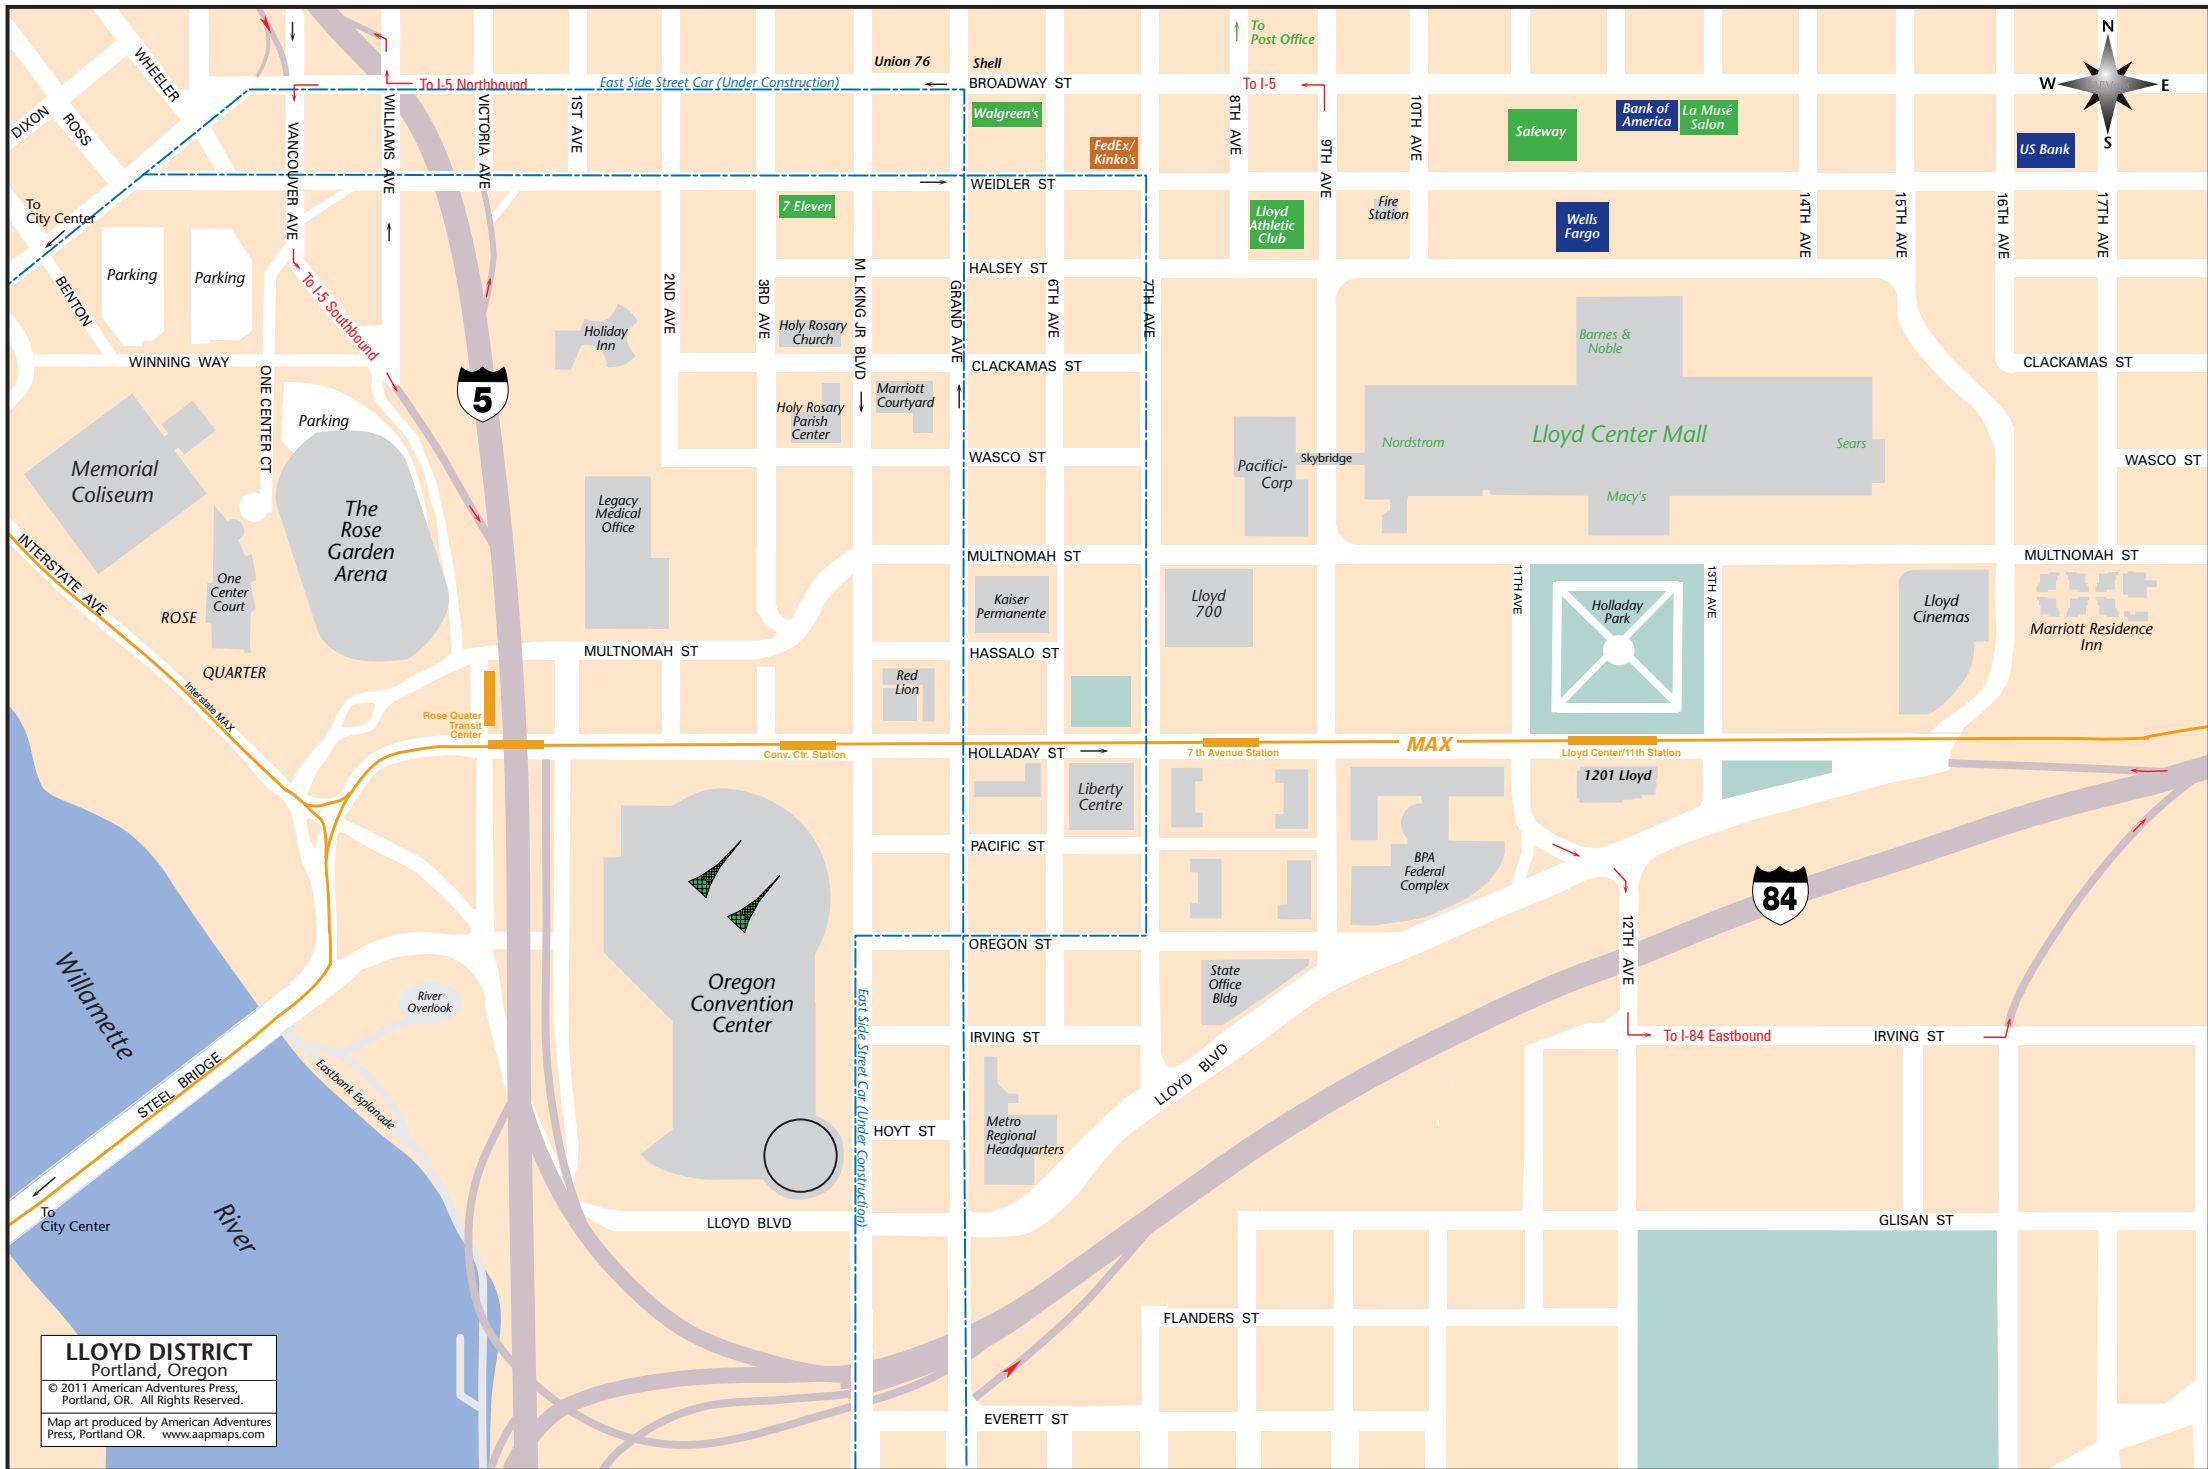 N
W
E
S
To
Post Office
Union 76
Shell
To I-5 Northbound
East Side Street Car (Under Construction)
BROADWAY ST
To I-5
WHEELER
DIXON
ROSS
VANCOUVER AVE
WILLIAMS AVE
VICTORIA AVE
1ST AVE
Walgreen's
FedEx/
Kinko's
8TH AVE
9TH AVE
10TH AVE
Safeway
Bank of
America
La Musé
Salon
US Bank
WEIDLER ST
To
City Center
7 Eleven
Lloyd
Athletic
Club
Fire
Station
Wells
Fargo
14TH AVE
15TH AVE
16TH AVE
17TH AVE
Parking
Parking
BENTON
To I-5 Southbound
HALSEY ST
2ND AVE
3RD AVE
M L KING JR BLVD
GRAND AVE
6TH AVE
7TH AVE
Holiday
Inn
Holy Rosary
Church
Barnes &
Noble
WINNING WAY
ONE CENTER CT
CLACKAMAS ST
CLACKAMAS ST
5
Parking
Holy Rosary
Parish
Center
Marriott
Courtyard
Nordstrom
Lloyd Center Mall
Sears
Memorial
Coliseum
WASCO ST
Pacifici-
Corp
Skybridge
WASCO ST
Macy's
The
Rose
Garden
Arena
Legacy
Medical
Office
MULTNOMAH ST
MULTNOMAH ST
INTERSTATE AVE
One
Center
Court
ROSE
QUARTER
Interstate MAX
Kaiser
Permanente
Lloyd
700
11TH AVE
13TH AVE
Holladay
Park
Lloyd
Cinemas
Marriott Residence
Inn
MULTNOMAH ST
HASSALO ST
Red
Lion
Rose Quater
Transit
Center
Conv. Ctr. Station
HOLLADAY ST
7 th Avenue Station
MAX
Lloyd Center/11th Station
1201 Lloyd
Liberty
Centre
PACIFIC ST
BPA
Federal
Complex
84
12TH AVE
OREGON ST
Willamette
River
River
Overlook
Oregon
Convention
Center
State
Office
Bldg
East Side Street Car (Under Construction)
IRVING ST
To I-84 Eastbound
IRVING ST
STEEL BRIDGE
Eastbank Esplanade
LLOYD BLVD
HOYT ST
Metro
Regional
Headquarters
To
City Center
LLOYD BLVD
GLISAN ST
FLANDERS ST
EVERETT ST
LLOYD DISTRICT
Portland, Oregon
© 2011 American Adventures Press,
Portland, OR. All Rights Reserved.
Map art produced by American Adventures
Press, Portland OR. www.aapmaps.com